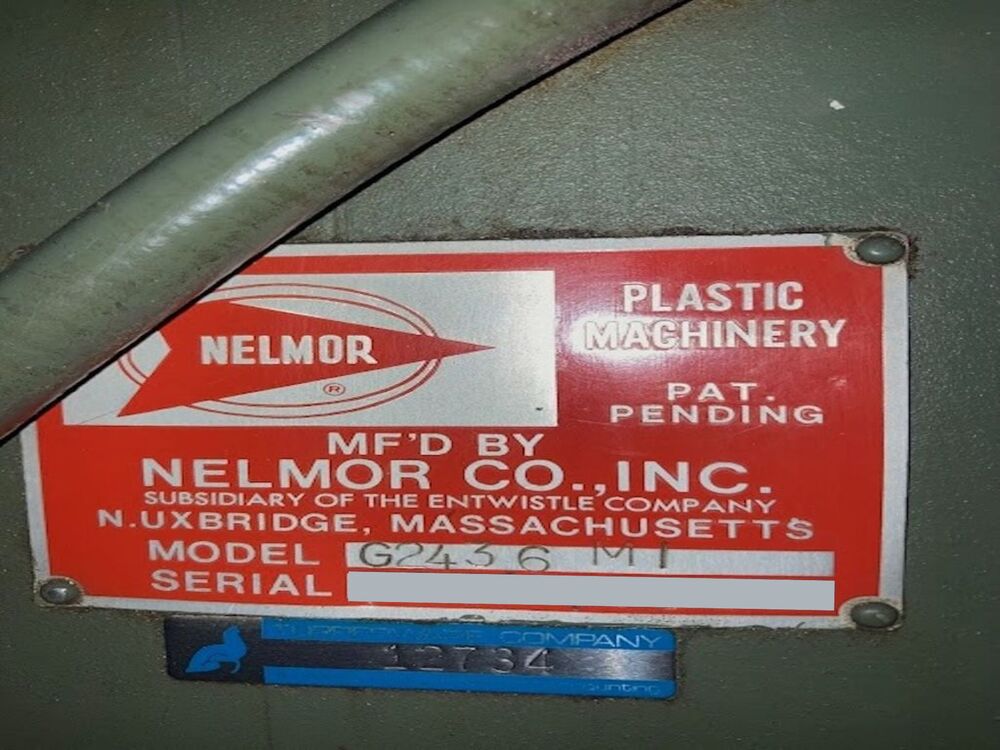 NELMOR
®
PLASTIC
MACHINERY
PAT.
PENDING
MF'D BY
NELMOR CO., INC.
SUBSIDIARY OF THE ENTWISTLE COMPANY
N. UXBRIDGE, MASSACHUSETTS
MODEL G2436 M1
SERIAL
COMPANY
12734